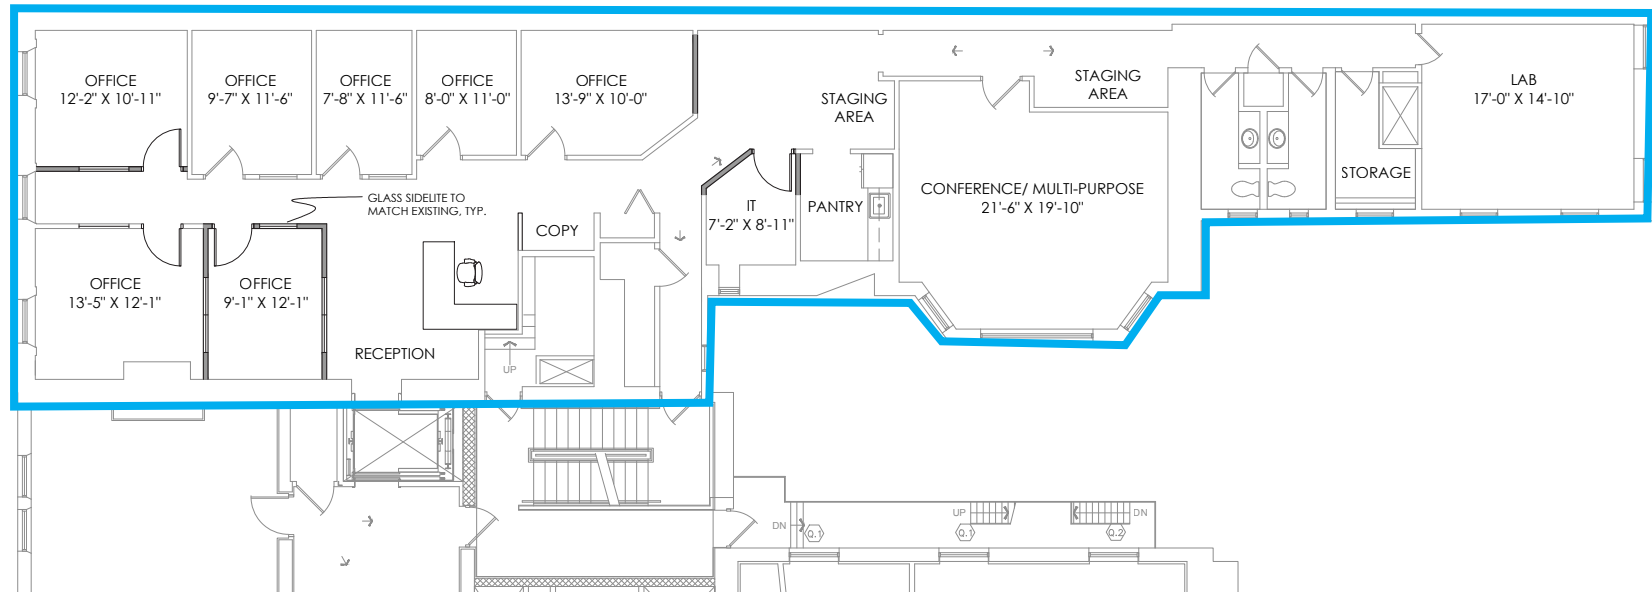 OFFICE
12'-2" X 10'-11"
OFFICE
9'-7" X 11'-6"
OFFICE
7'-8" X 11'-6"
OFFICE
8'-0" X 11'-0"
OFFICE
13'-9" X 10'-0"
STAGING
AREA
STAGING
AREA
LAB
17'-0" X 14'-10"
GLASS SIDELITE TO
MATCH EXISTING, TYP.
COPY
IT
7'-2" X 8'-11"
PANTRY
CONFERENCE/ MULTI-PURPOSE
21'-6" X 19'-10"
STORAGE
OFFICE
13'-5" X 12'-1"
OFFICE
9'-1" X 12'-1"
RECEPTION
UP
DN
Q.1
UP
Q.1
DN
Q.2